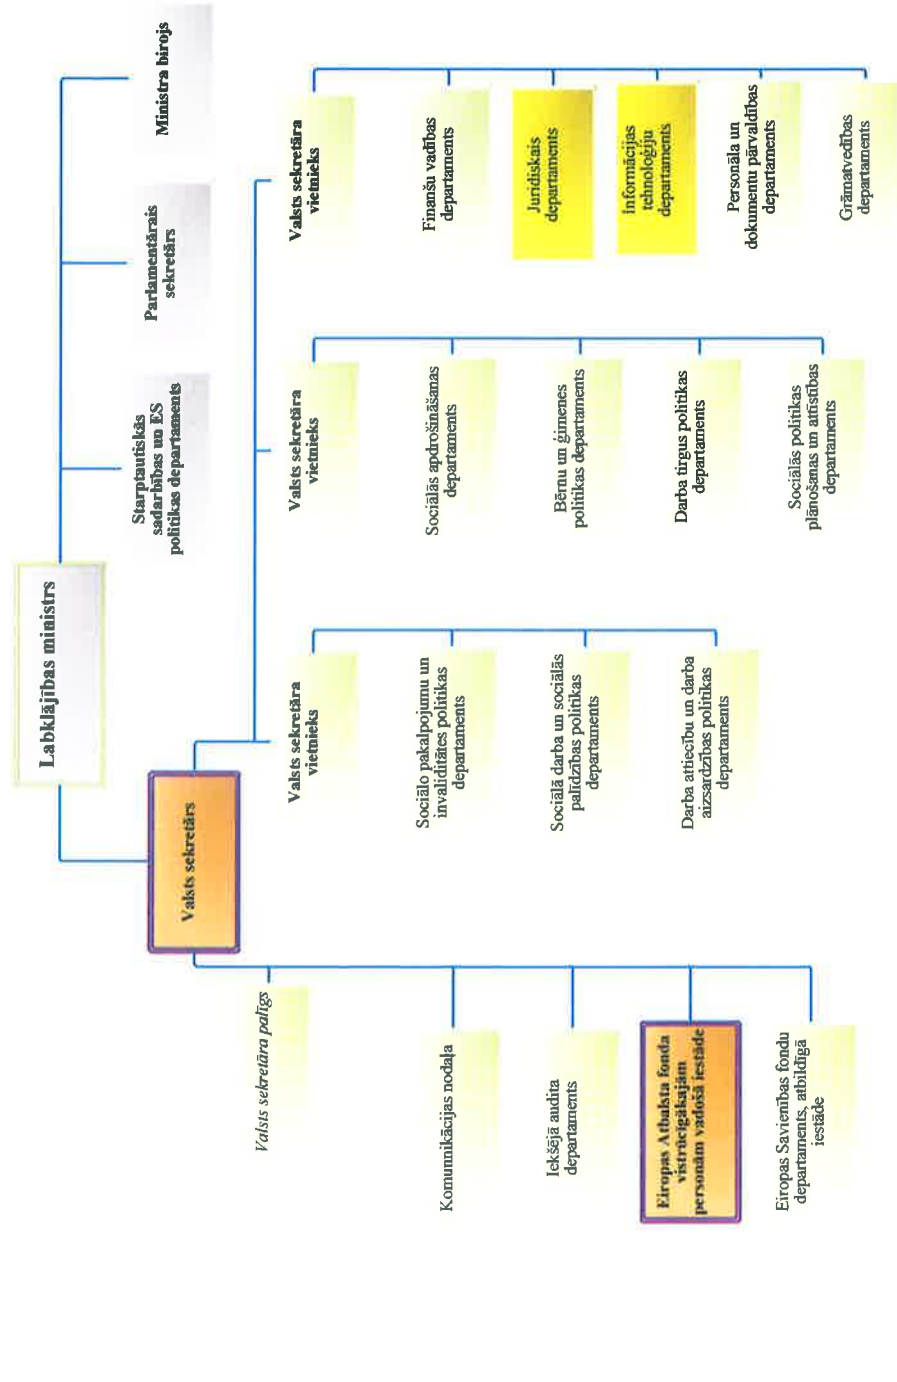 Labklājības ministrs
Valsts sekretārs
Starptautiskās
sadarbības un ES
politikas departaments
Parlamentārais
sekretārs
Ministra birojs
Valsts sekretāra palīgs
Komunnikācijas nodaļa
Iekšējā audita
departaments
Eiropas Atbalsta fonda
vistrūcīgākajām
personām vadošā iestāde
Eiropas Savienības fondu
departaments, atbildīgā
iestāde
Valsts sekretāra
vietnieks
Sociālo pakalpojumu un
invaliditātes politikas
departaments
Sociālā darba un sociālās
palīdzības politikas
departaments
Darba attiecību un darba
aizsardzības politikas
departaments
Valsts sekretāra
vietnieks
Sociālās apdrošināšanas
departaments
Bērnu un ģimenes
politikas departaments
Darba tirgus politikas
departaments
Sociālās politikas
plānošanas un attīstības
departaments
Valsts sekretāra
vietnieks
Finanšu vadības
departaments
Juridiskais
departaments
Informācijas
tehnoloģiju
departaments
Personāla un
dokumentu pārvaldības
departaments
Grāmatvedības
departaments